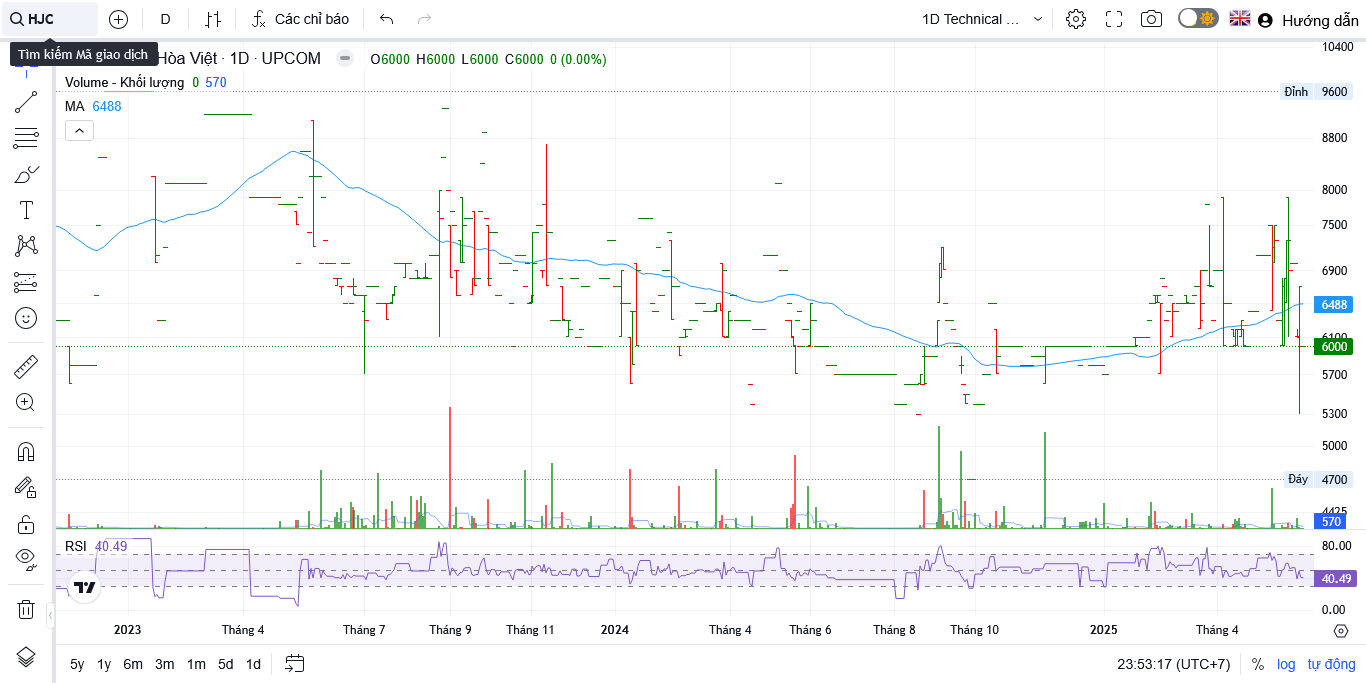 HJC
D
Các chỉ báo
1D Technical ...
Hướng dẫn
Tìm kiếm Mã giao dịch
Hòa Việt · 1D · UPCOM
O6000 H6000 L6000 C6000 0 (0.00%)
Volume - Khối lượng 0 570
MA 6488
10400
Đỉnh 9600
8800
8000
7500
6900
6488
6400
6000
5700
5300
5000
Đáy 4700
4425
570
RSI 40.49
80.00
40.49
0.00
2023 Tháng 4 Tháng 7 Tháng 9 Tháng 11 2024 Tháng 4 Tháng 6 Tháng 8 Tháng 10 2025 Tháng 4
5y 1y 6m 3m 1m 5d 1d
23:53:17 (UTC+7) % log tự động